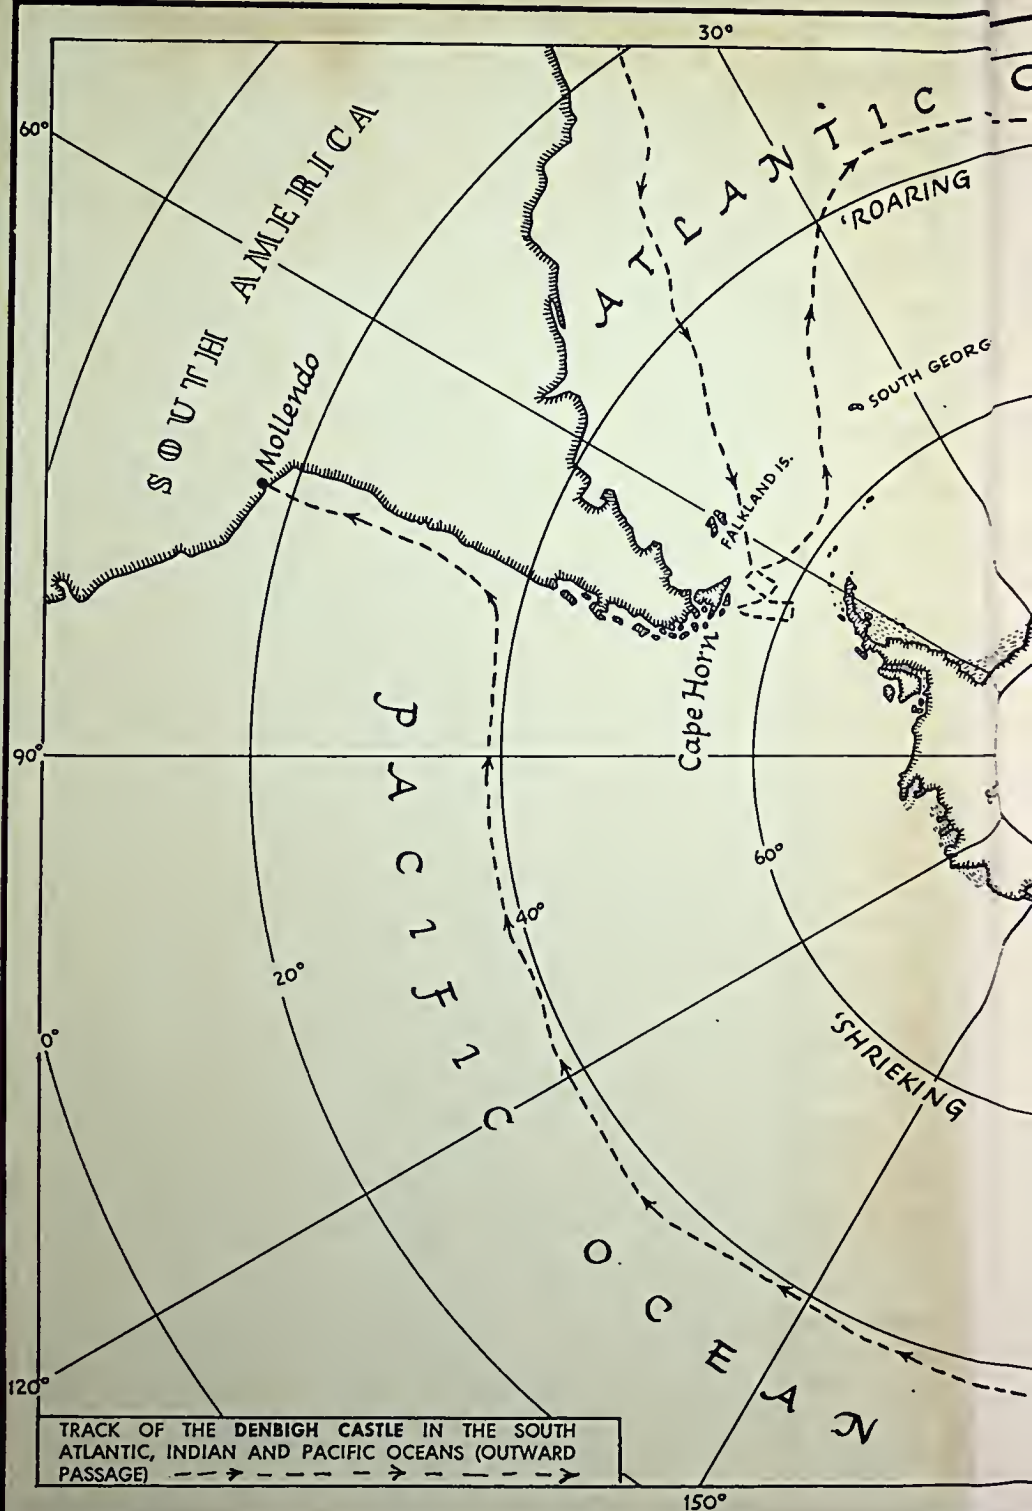 30°
60°
SOUTH AMERICA
ATLANTIC O
'ROARING
SOUTH GEORG
Mollendo
FALKLAND IS.
Cape Horn
90°
PACIFIC
60°
40°
20°
0°
'SHRIEKING
OCEAN
120°
TRACK OF THE DENBIGH CASTLE IN THE SOUTH
ATLANTIC, INDIAN AND PACIFIC OCEANS (OUTWARD
PASSAGE)
150°